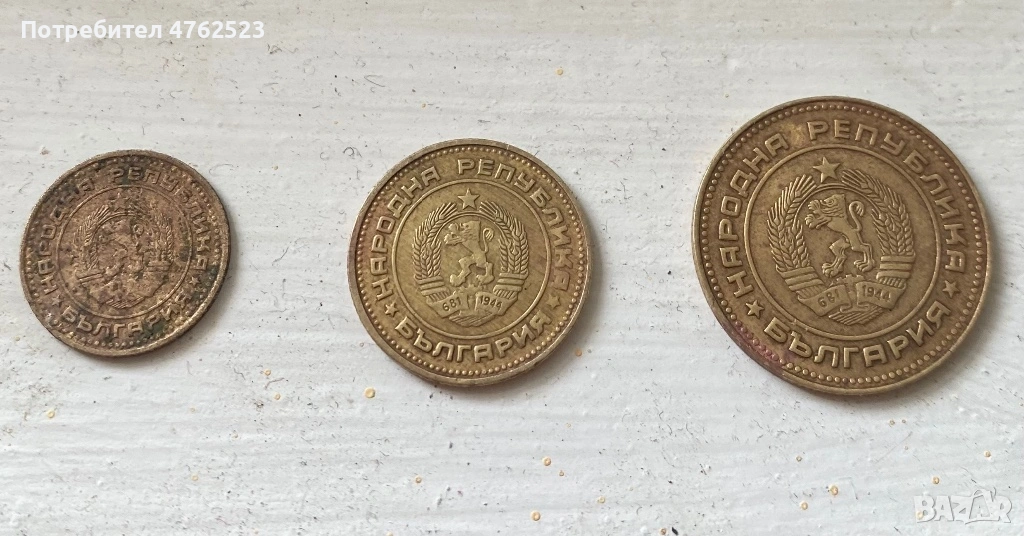 Потребител 4762523
НАРОДНА РЕПУБЛИКА
БЪЛГАРИЯ
НАРОДНА РЕПУБЛИКА
681 1944
БЪЛГАРИЯ
НАРОДНА РЕПУБЛИКА
681 1944
БЪЛГАРИЯ
BAZAR